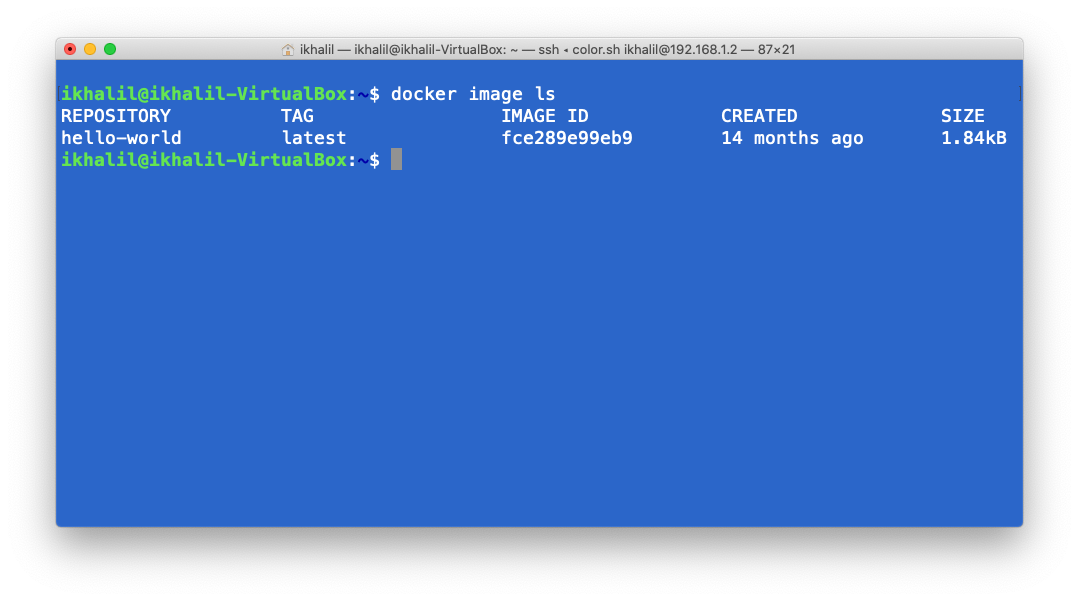 ikhalil — ikhalil@ikhalil-VirtualBox: ~ — ssh ◂ color.sh ikhalil@192.168.1.2 — 87×21
ikhalil@ikhalil-VirtualBox:~$ docker image ls
REPOSITORY          TAG                 IMAGE ID            CREATED             SIZE
hello-world         latest              fce289e99eb9        14 months ago       1.84kB
ikhalil@ikhalil-VirtualBox:~$